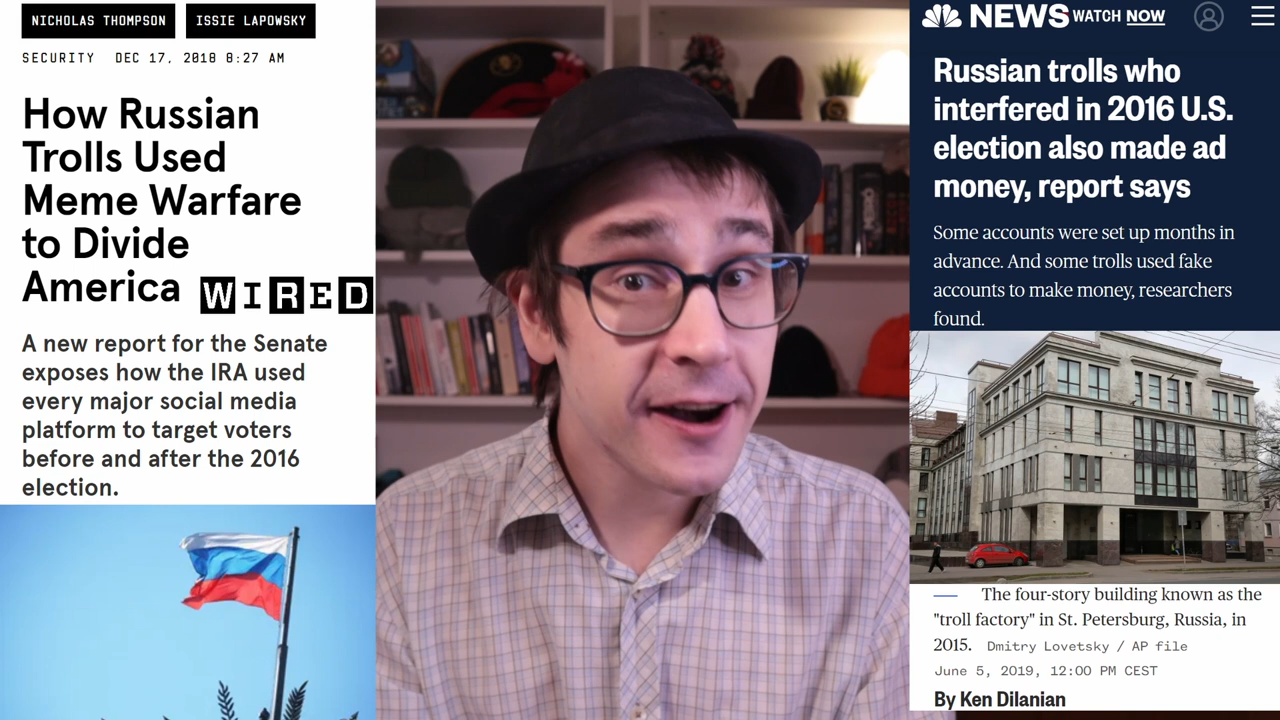 NICHOLAS THOMPSON
ISSIE LAPOWSKY
SECURITY DEC 17, 2018 8:27 AM
How Russian
Trolls Used
Meme Warfare
to Divide
America
WIRED
A new report for the Senate
exposes how the IRA used
every major social media
platform to target voters
before and after the 2016
election.
NEWS WATCH NOW
Russian trolls who
interfered in 2016 U.S.
election also made ad
money, report says
Some accounts were set up months in
advance. And some trolls used fake
accounts to make money, researchers
found.
— The four-story building known as the
"troll factory" in St. Petersburg, Russia, in
2015. Dmitry Lovetsky / AP file
June 5, 2019, 12:00 PM CEST
By Ken Dilanian